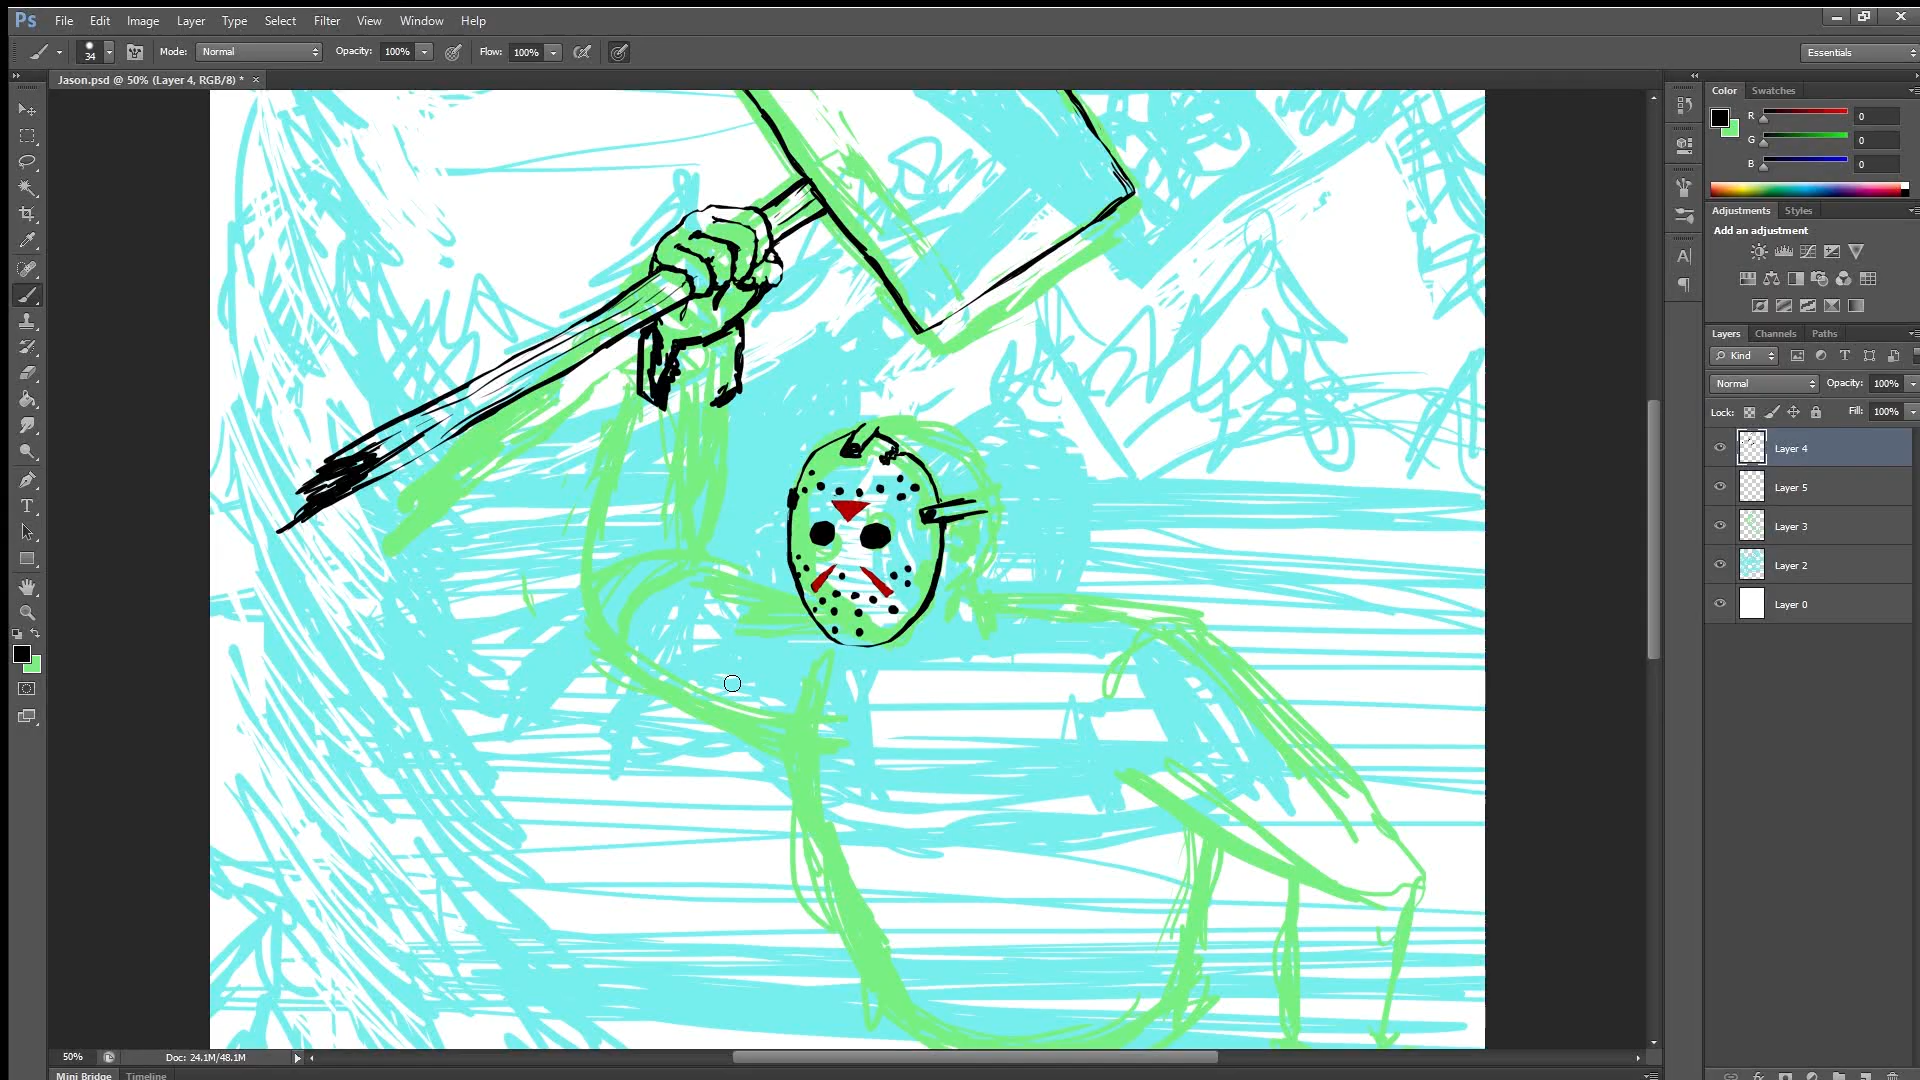 Ps File Edit Image Layer Type Select Filter View Window Help
34 Mode: Normal Opacity: 100% Flow: 100% Essentials
Jason.psd @ 50% (Layer 4, RGB/8) * ×
Color Swatches
R 0
G 0
B 0
Adjustments Styles
Add an adjustment
Layers Channels Paths
Kind
Normal Opacity: 100%
Lock: Fill: 100%
Layer 4
Layer 5
Layer 3
Layer 2
Layer 0
50% Doc: 24.1M/48.1M
Mini Bridge Timeline